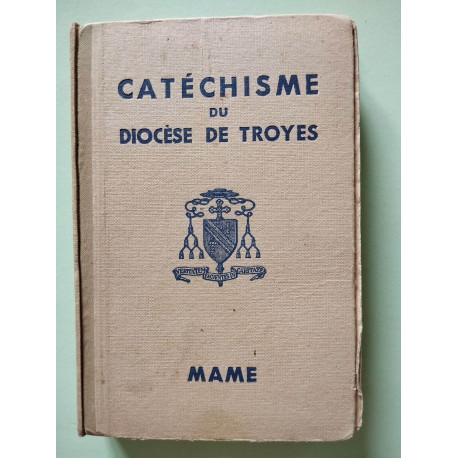 CATÉCHISME
DU
DIOCÈSE DE TROYES
MAME